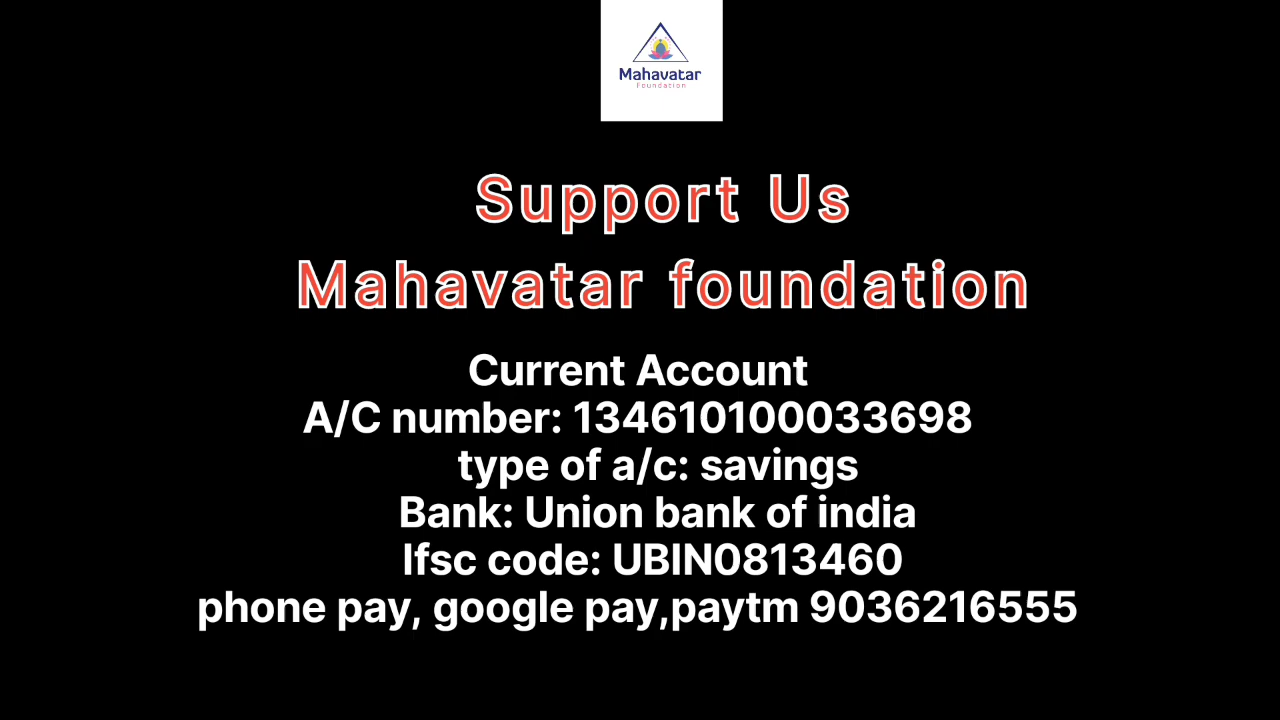 Mahavatar
Foundation
Support Us
Mahavatar foundation
Current Account
A/C number: 134610100033698
type of a/c: savings
Bank: Union bank of india
Ifsc code: UBIN0813460
phone pay, google pay,paytm 9036216555